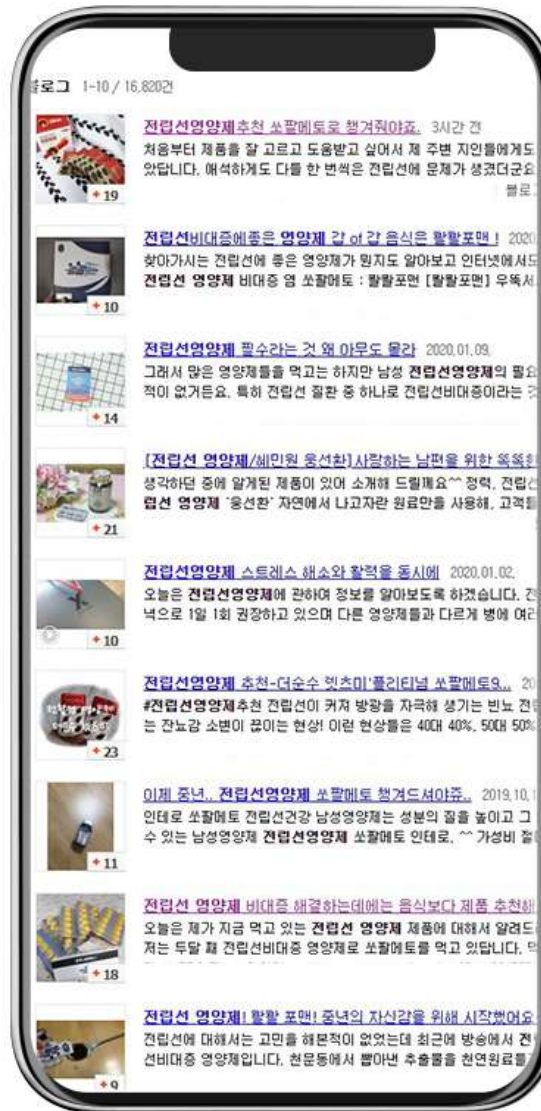 블로그 1-10 / 16,820건
전립선영양제추천 쏘팔메토로 챙겨줘야죠. 3시간 전
처음부터 제품을 잘 고르고 도움받고 싶어서 제 주변 지인들에게도
았답니다. 애석하게도 다들 한 번씩은 전립선에 문제가 생겼더군요
블로
+19
전립선비대증에좋은 영양제 갑 of 갑 음식은 팔팔포맨 ! 2020.
찾아가시는 전립선에 좋은 영양제가 뭔지도 알아보고 인터넷에서도
전립선 영양제 비대증 염 쏘팔메토 : 팔팔포맨 [팔팔포맨] 우뚝서
+10
전립선영양제 필수라는 것 왜 아무도 몰라 2020.01.09.
그래서 많은 영양제들을 먹고는 하지만 남성 전립선영양제의 필요
적이 없거든요. 특히 전립선 질환 중 하나로 전립선비대증이라는 것
+14
[전립선 영양제/혜민원 웅선환]사랑하는 남편을 위한 똑똑한
생각하던 중에 알게된 제품이 있어 소개해 드릴께요^^ 정력, 전립선
립선 영양제 '웅선환' 자연에서 나고자란 원료만을 사용해, 고객들
+21
전립선영양제 스트레스 해소와 활력을 동시에 2020.01.02.
오늘은 전립선영양제에 관하여 정보를 알아보도록 하겠습니다. 전
녁으로 1일 1회 권장하고 있으며 다른 영양제들과 다르게 병에 여러
+10
전립선영양제 추천-더순수 렛츠미'플리티넘 쏘팔메토9... 20
#전립선영양제추천 전립선이 커져 방광을 자극해 생기는 빈뇨 전립
는 잔뇨감 소변이 끊이는 현상! 이런 현상들은 40대 40%, 50대 50%
+23
이제 중년.. 전립선영양제 쏘팔메토 챙겨드셔야쥬.. 2019.10.1
인테로 쏘팔메토 전립선건강 남성영양제는 성분의 질을 높이고 그
수 있는 남성영양제 전립선영양제 쏘팔메토 인테로, ^^ 가성비 절
+11
전립선 영양제 비대증 해결하는데에는 음식보다 제품 추천해
오늘은 제가 지금 먹고 있는 전립선 영양제 제품에 대해서 알려드
저는 두달 째 전립선비대증 영양제로 쏘팔메토를 먹고 있답니다. 먹
+18
전립선 영양제! 팔팔 포맨! 중년의 자신감을 위해 시작했어요
전립선에 대해서는 고민을 해본적이 없었는데 최근에 방송에서 전
선비대증 영양제입니다. 천문동에서 뽑아낸 추출물을 천연원료를
+9